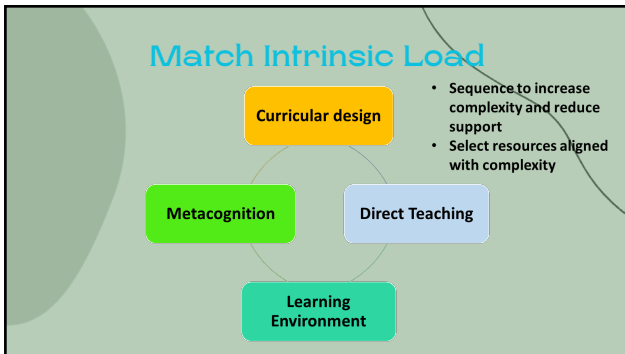 Match Intrinsic Load
Curricular design
• Sequence to increase
complexity and reduce
support
• Select resources aligned
with complexity
Metacognition
Direct Teaching
Learning
Environment